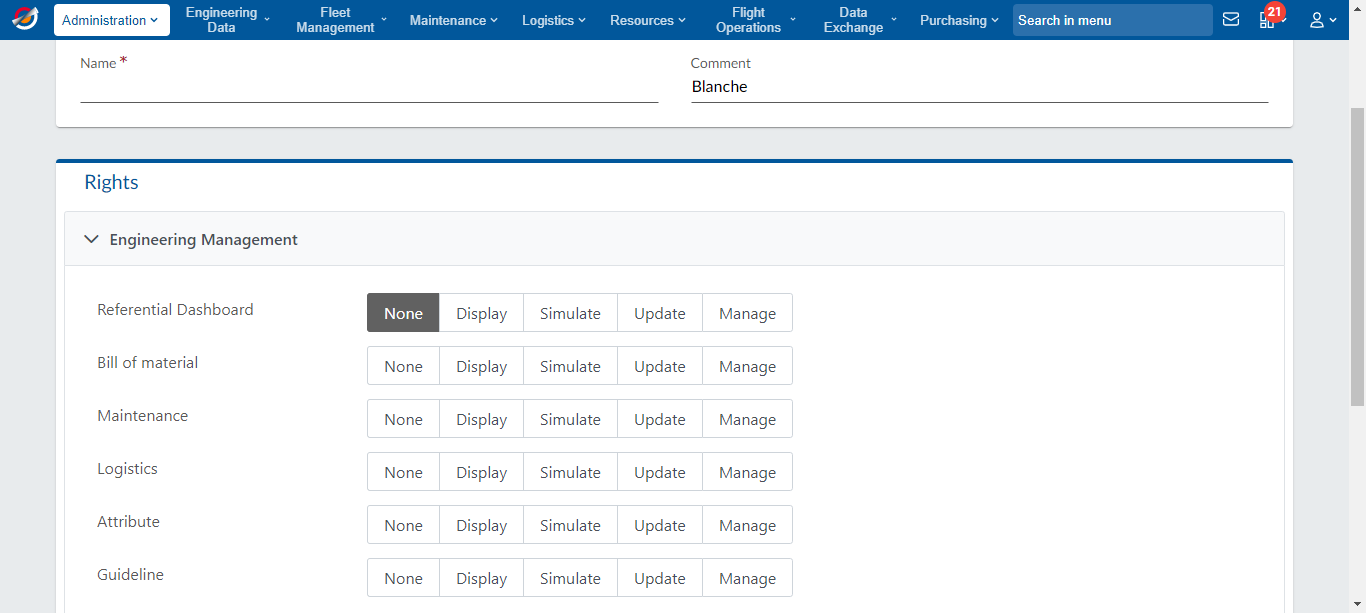 Administration
Engineering Data
Fleet Management
Maintenance
Logistics
Resources
Flight Operations
Data Exchange
Purchasing
Search in menu
21
Name *
Comment
Blanche
Rights
Engineering Management
Referential Dashboard None Display Simulate Update Manage
Bill of material None Display Simulate Update Manage
Maintenance None Display Simulate Update Manage
Logistics None Display Simulate Update Manage
Attribute None Display Simulate Update Manage
Guideline None Display Simulate Update Manage